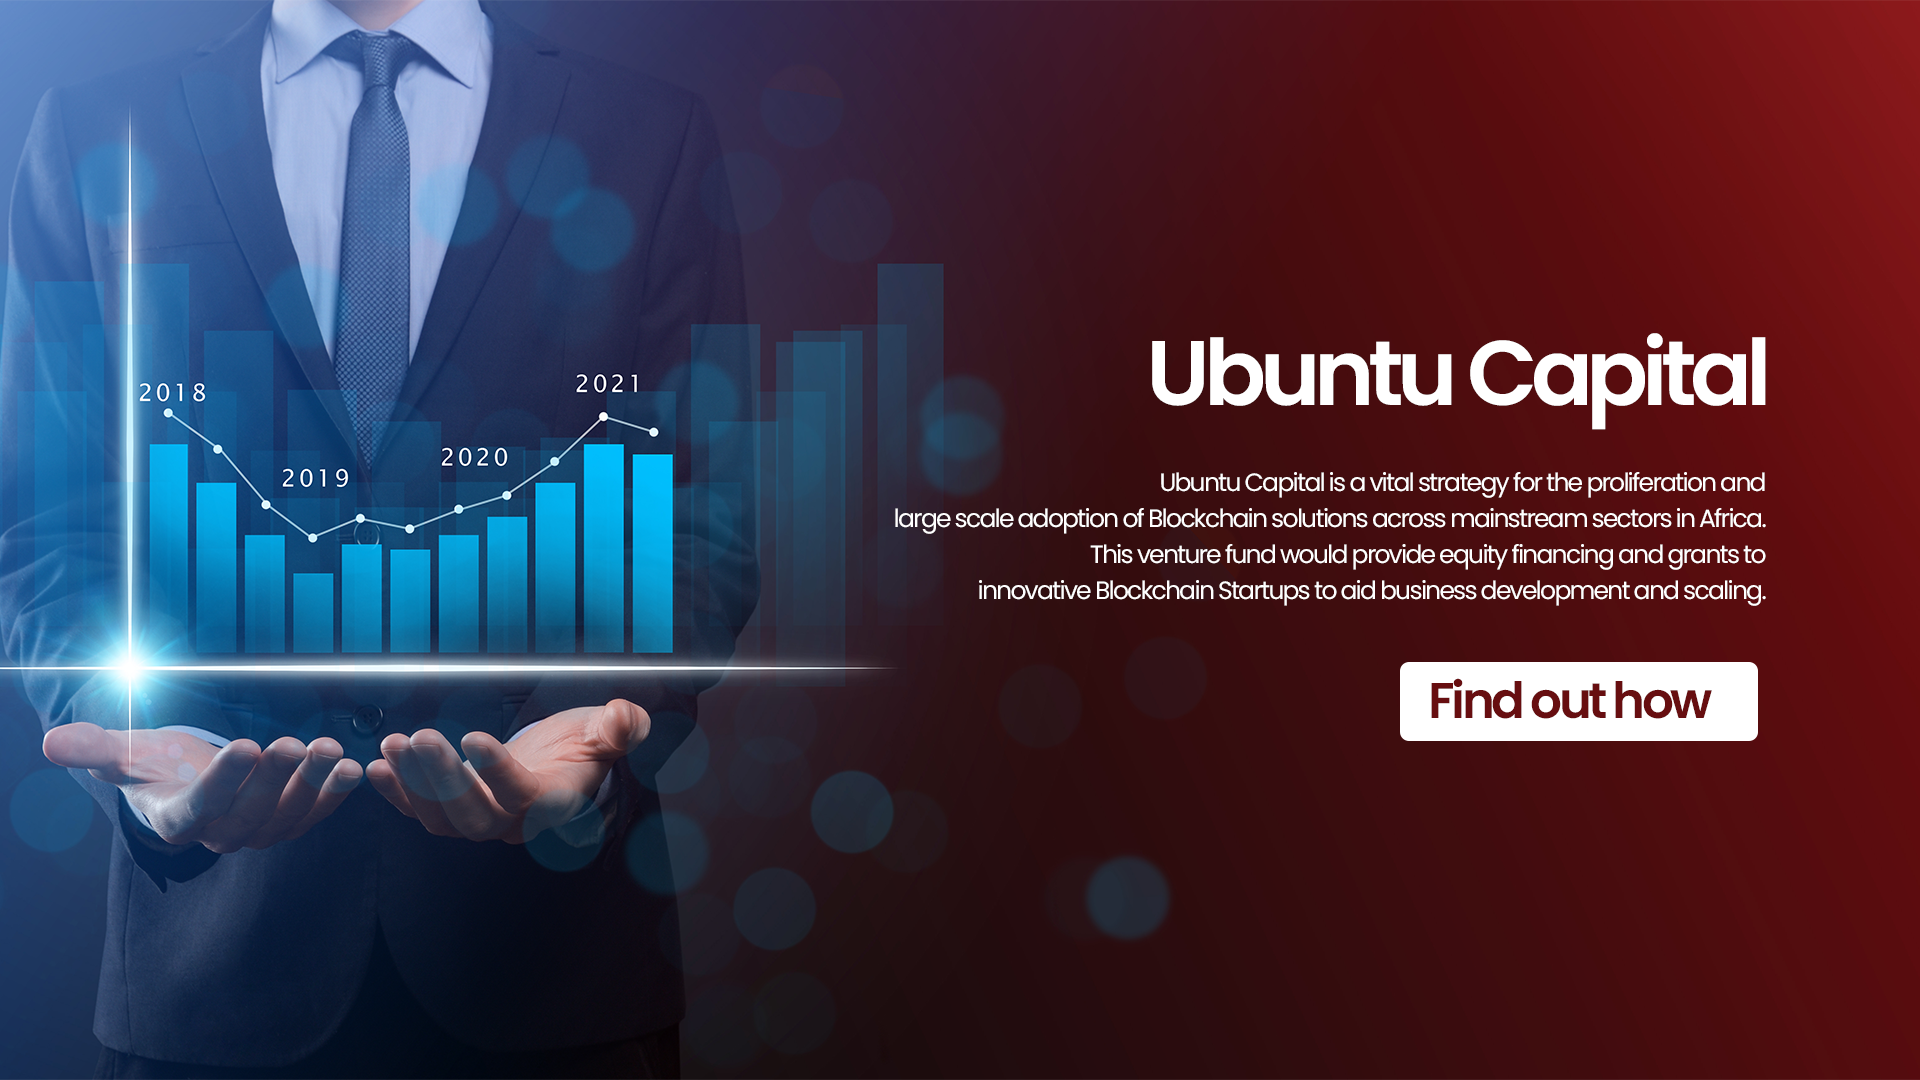 2018
2019
2020
2021
Ubuntu Capital
Ubuntu Capital is a vital strategy for the proliferation and
large scale adoption of Blockchain solutions across mainstream sectors in Africa.
This venture fund would provide equity financing and grants to
innovative Blockchain Startups to aid business development and scaling.
Find out how